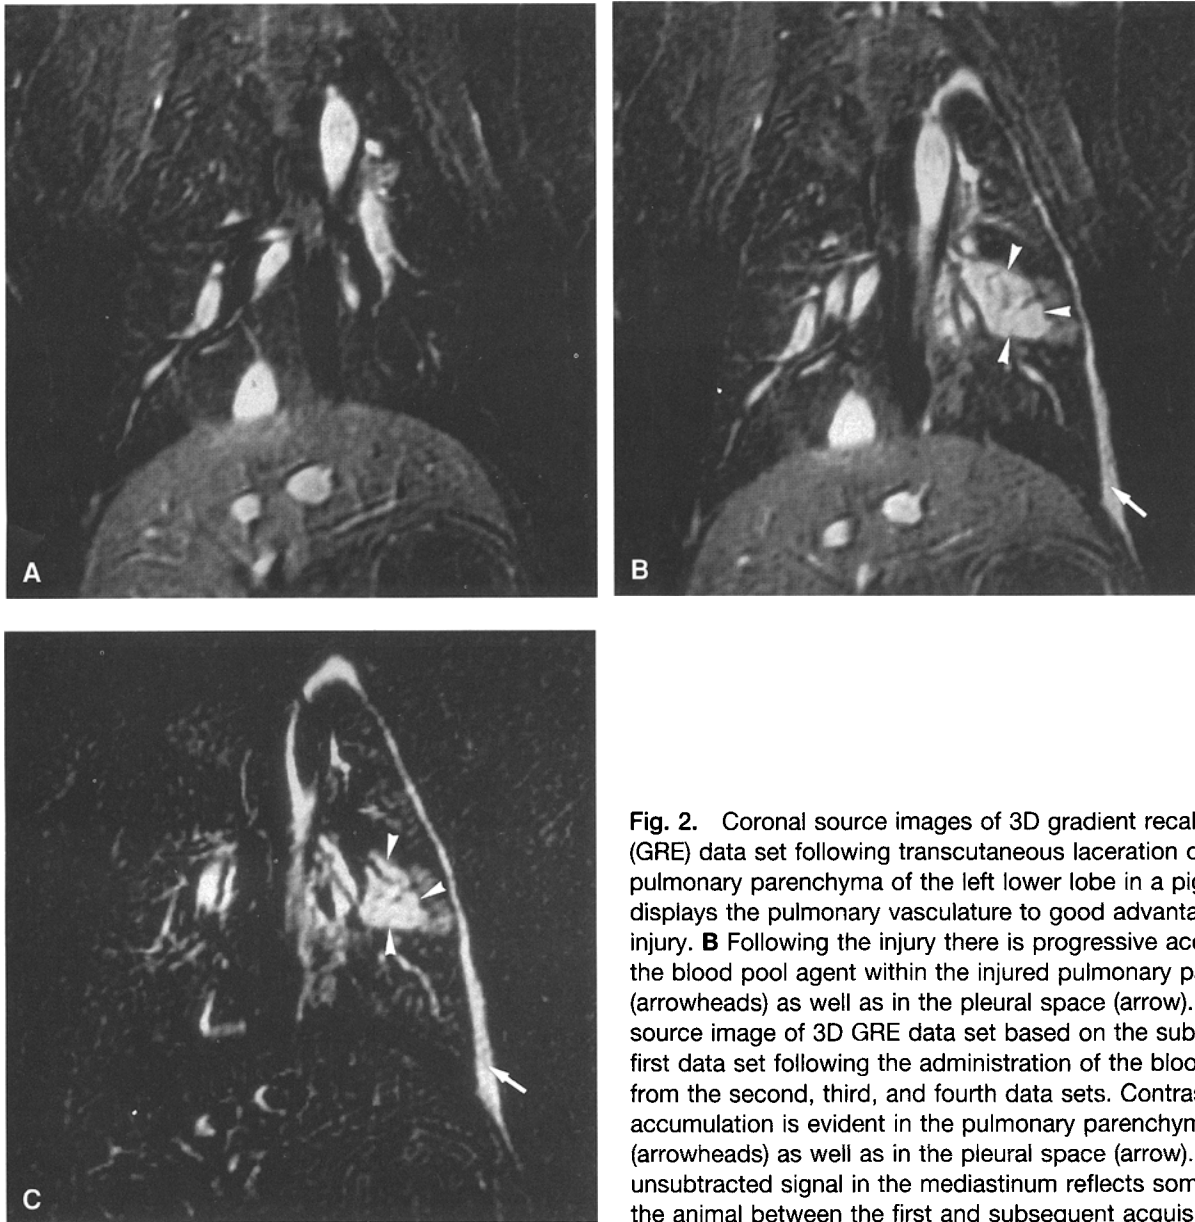 A
B
C
Fig. 2. Coronal source images of 3D gradient recal
(GRE) data set following transcutaneous laceration
pulmonary parenchyma of the left lower lobe in a pig
displays the pulmonary vasculature to good advanta
injury. B Following the injury there is progressive acc
the blood pool agent within the injured pulmonary p
(arrowheads) as well as in the pleural space (arrow).
source image of 3D GRE data set based on the sub
first data set following the administration of the bloo
from the second, third, and fourth data sets. Contras
accumulation is evident in the pulmonary parenchym
(arrowheads) as well as in the pleural space (arrow).
unsubtracted signal in the mediastinum reflects som
the animal between the first and subsequent acquis